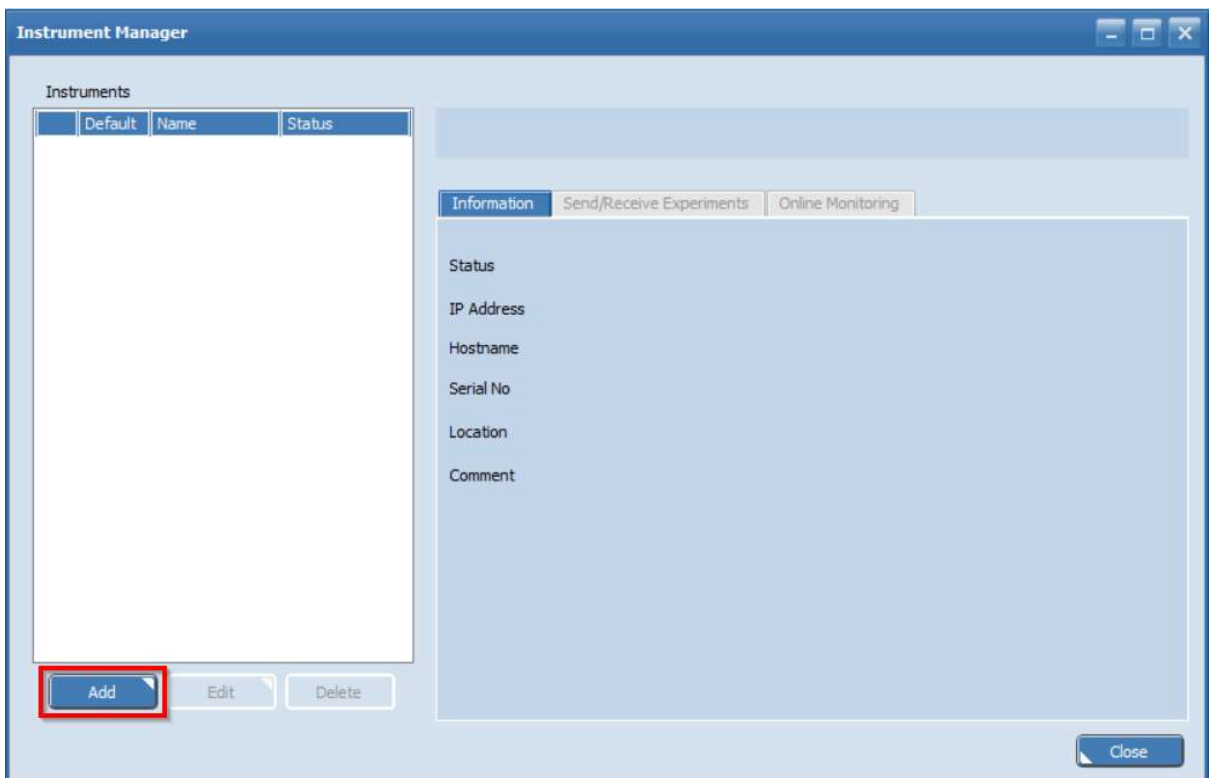 Instrument Manager
Instruments
Default Name Status
Information Send/Receive Experiments Online Monitoring
Status
IP Address
Hostname
Serial No
Location
Comment
Add Edit Delete
Close